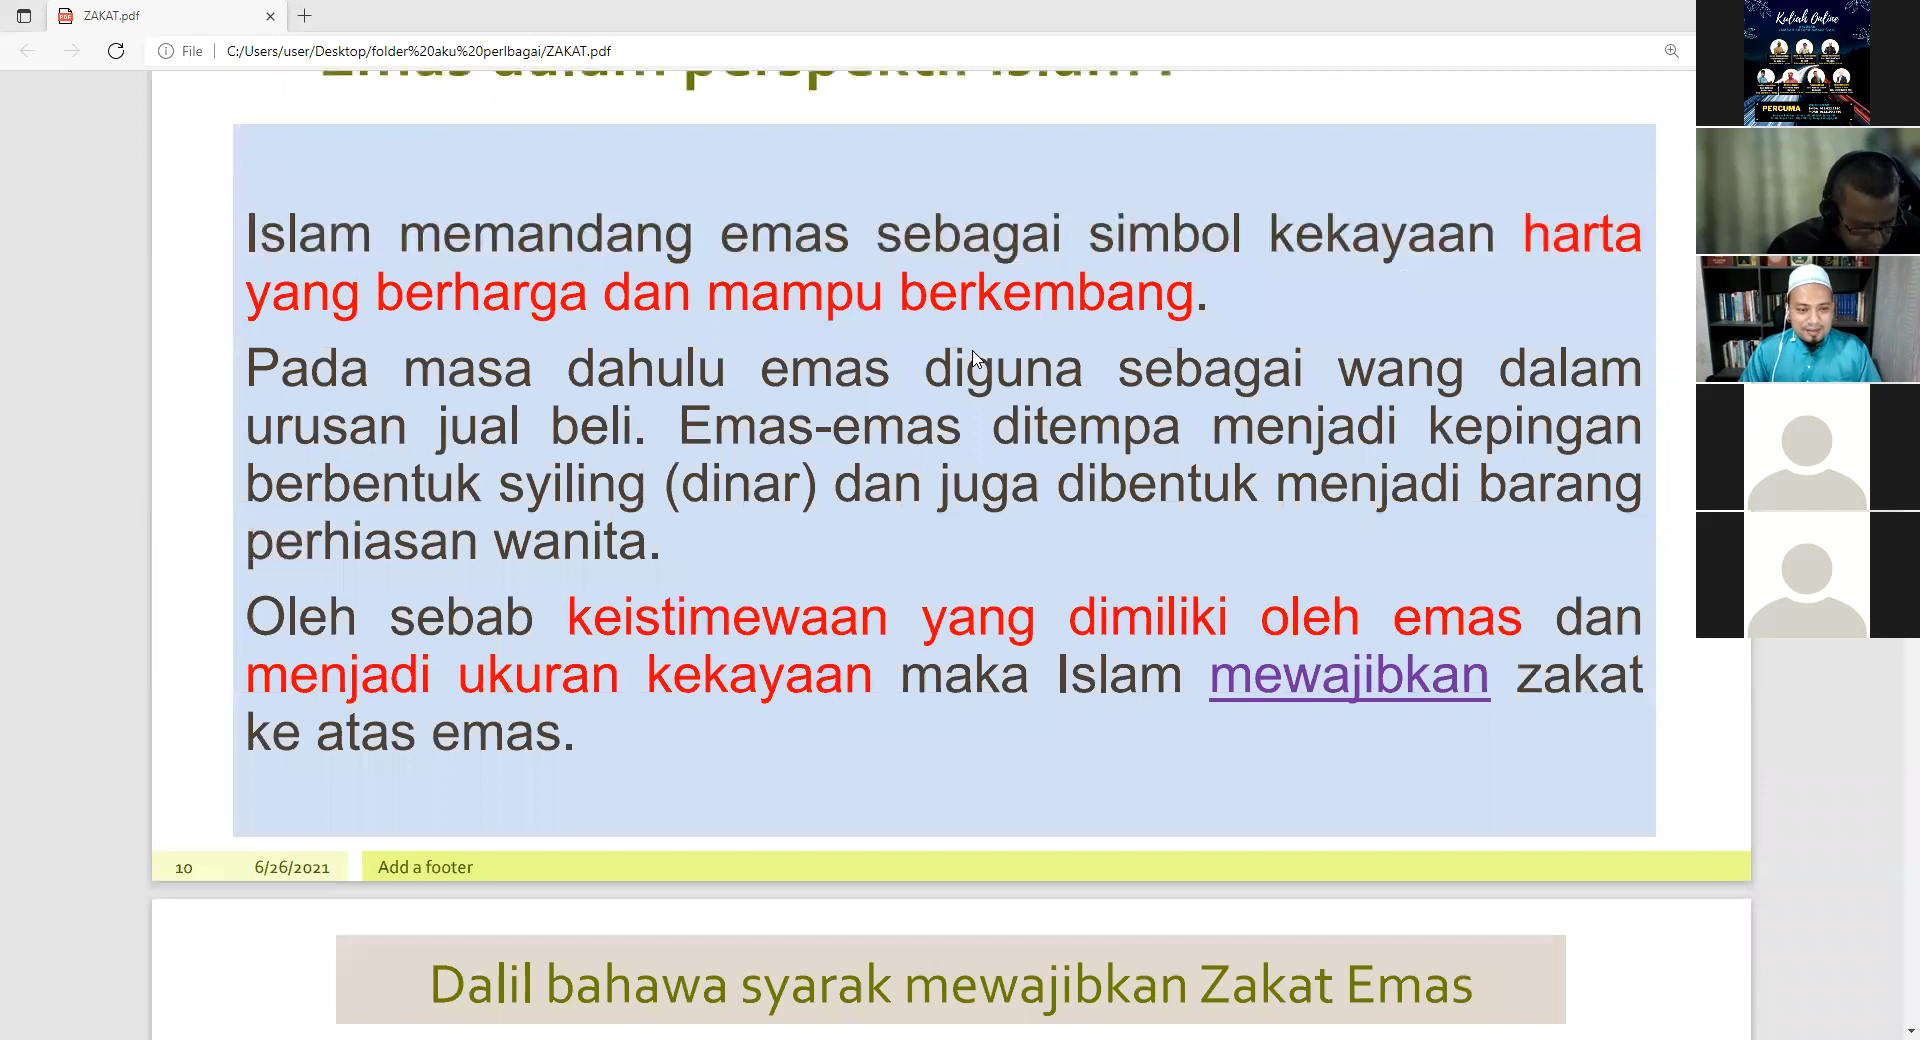 ZAKAT.pdf
File
C:/Users/user/Desktop/folder%20aku%20perlbagai/ZAKAT.pdf
Emas dalam perspektif Islam :
Islam memandang emas sebagai simbol kekayaan harta
yang berharga dan mampu berkembang.
Pada masa dahulu emas diguna sebagai wang dalam
urusan jual beli. Emas-emas ditempa menjadi kepingan
berbentuk syiling (dinar) dan juga dibentuk menjadi barang
perhiasan wanita.
Oleh sebab keistimewaan yang dimiliki oleh emas dan
menjadi ukuran kekayaan maka Islam mewajibkan zakat
ke atas emas.
10 6/26/2021 Add a footer
Dalil bahawa syarak mewajibkan Zakat Emas
Kuliah Online
PERCUMA